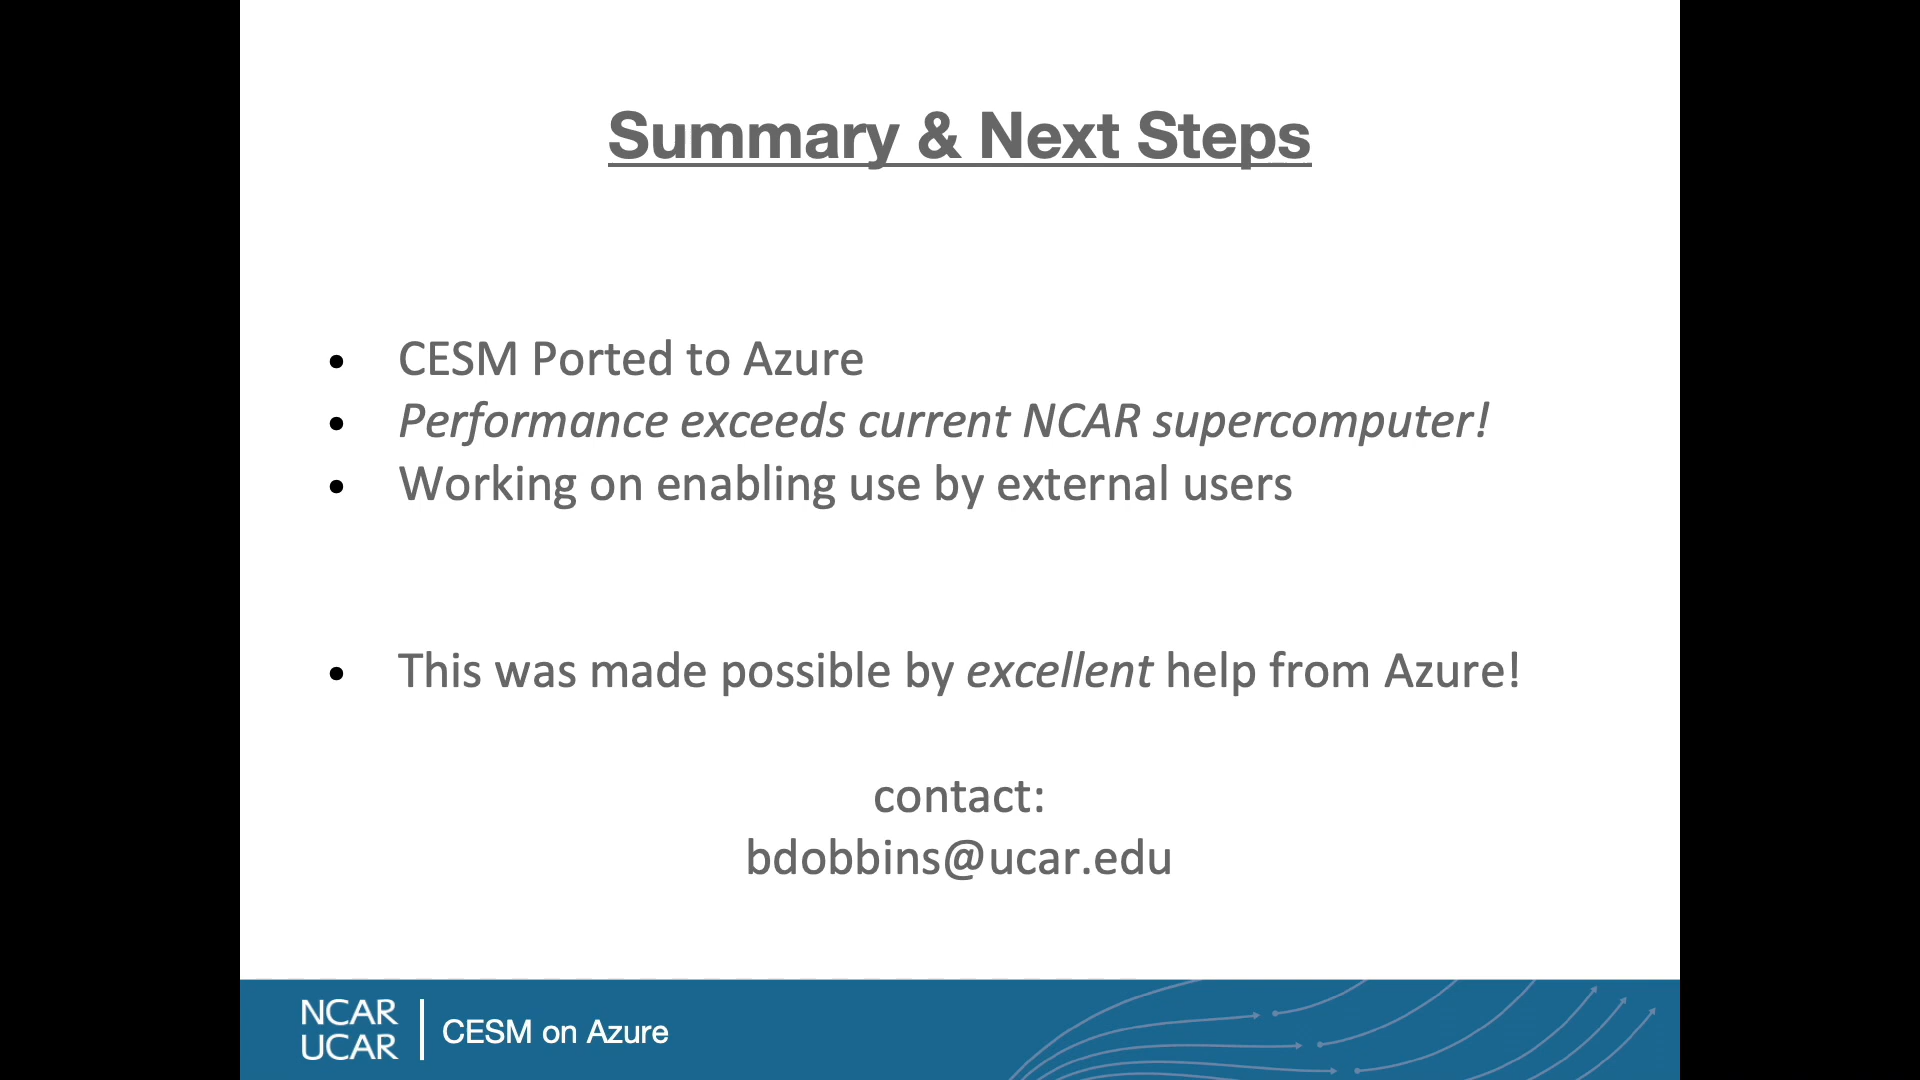 Summary & Next Steps
• CESM Ported to Azure
• Performance exceeds current NCAR supercomputer!
• Working on enabling use by external users
• This was made possible by excellent help from Azure!
contact:
bdobbins@ucar.edu
NCAR
UCAR
CESM on Azure